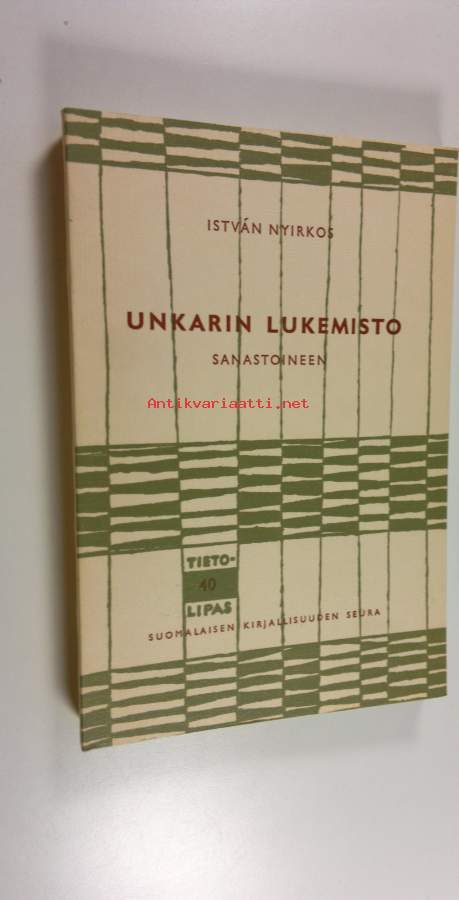 ISTVÁN NYIRKOS
UNKARIN LUKEMISTO
SANASTOINEEN
Antikvariaatti.net
TIETO-
40
LIPAS
SUOMALAISEN KIRJALLISUUDEN SEURA